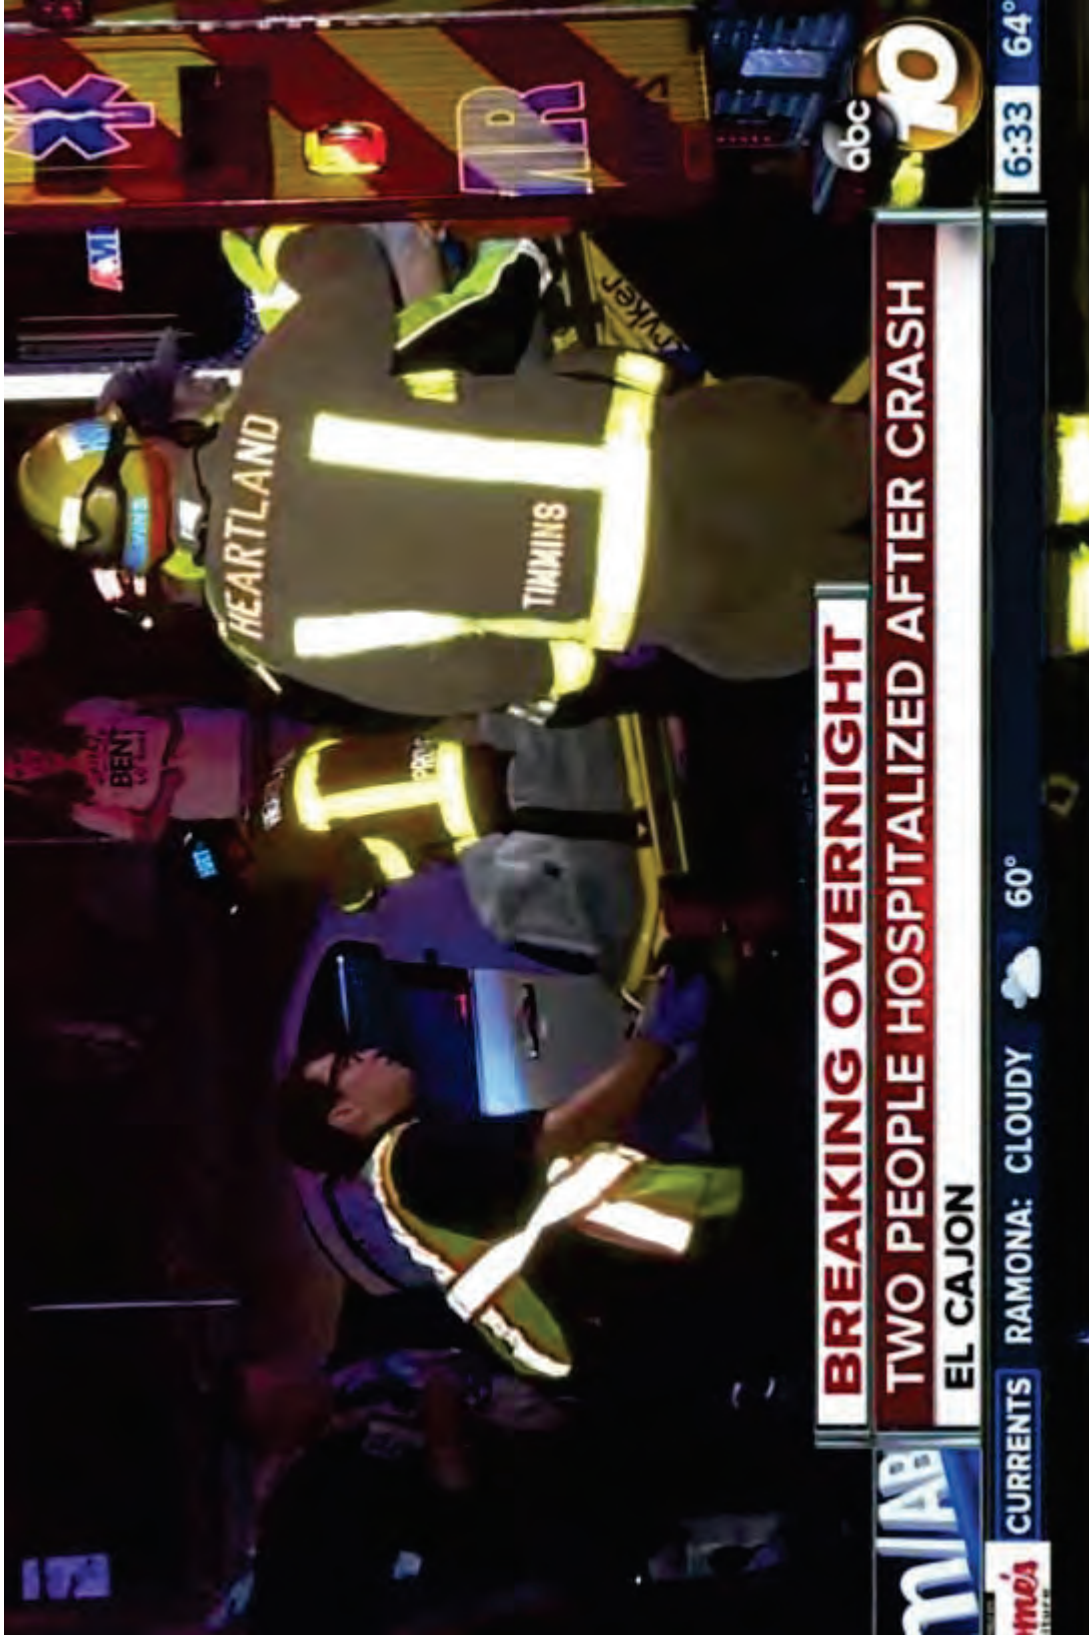 HEARTLAND
TIMMINS
BENT
abc
10
BREAKING OVERNIGHT
TWO PEOPLE HOSPITALIZED AFTER CRASH
EL CAJON
CURRENTS RAMONA: CLOUDY 60° 6:33 64°